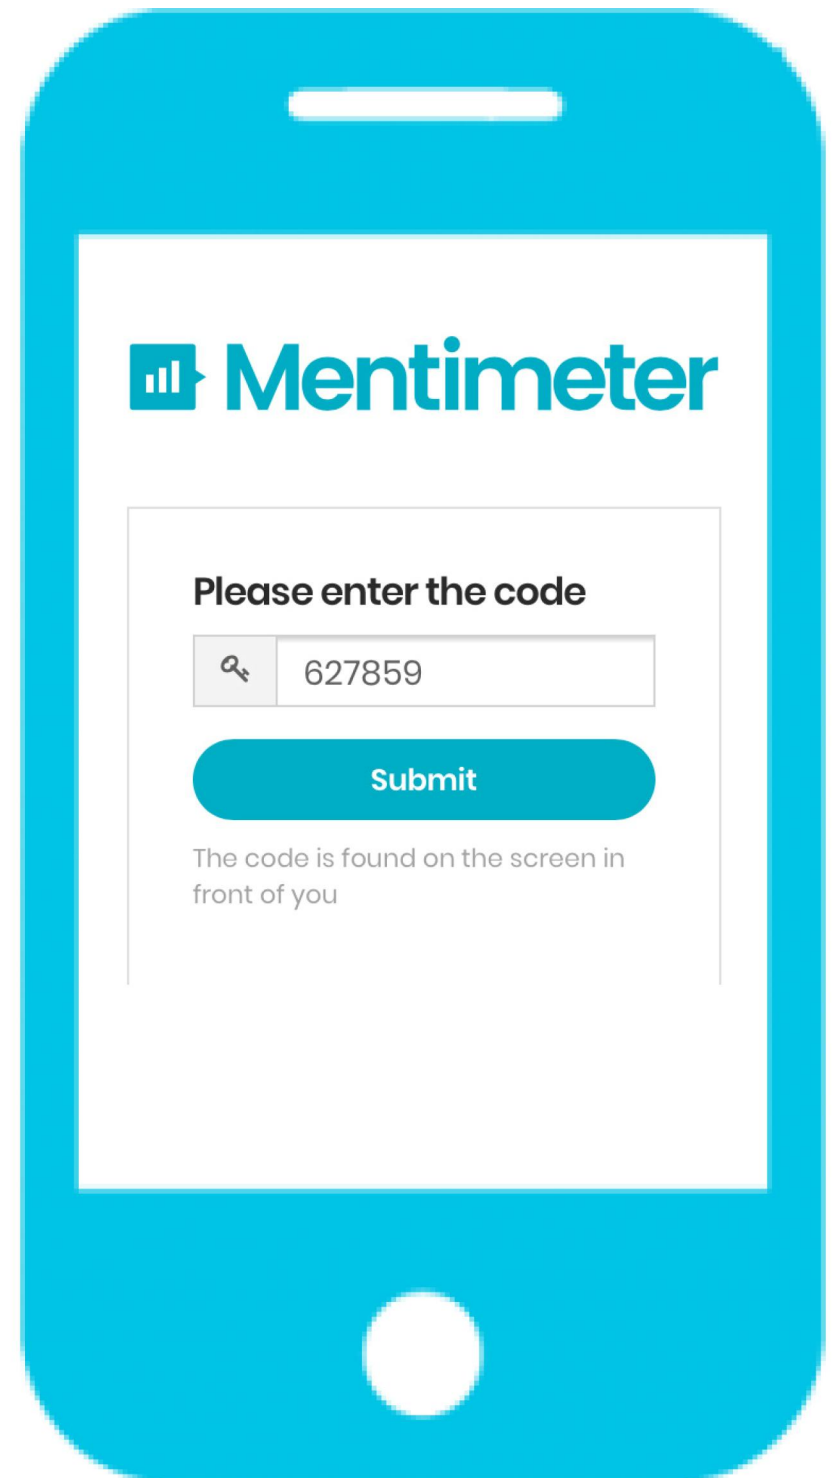 Mentimeter
Please enter the code
627859
Submit
The code is found on the screen in
front of you